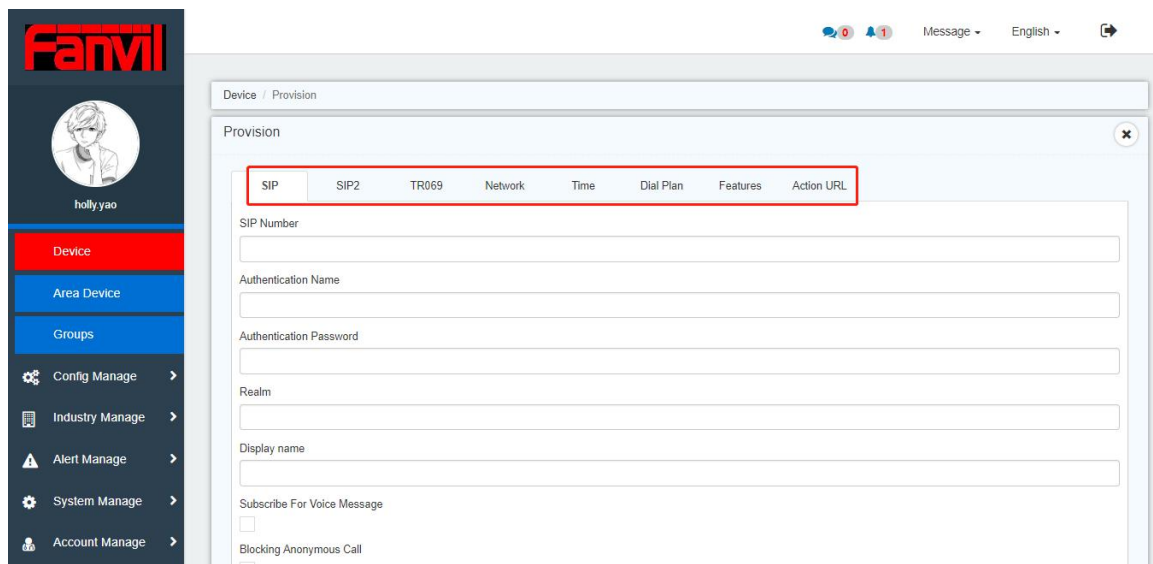 Fanvil
0 1 Message English
Device / Provision
Provision
holly.yao
SIP SIP2 TR069 Network Time Dial Plan Features Action URL
SIP Number
Device
Authentication Name
Area Device
Authentication Password
Groups
Config Manage
Realm
Industry Manage
Display name
Alert Manage
System Manage
Subscribe For Voice Message
Account Manage
Blocking Anonymous Call